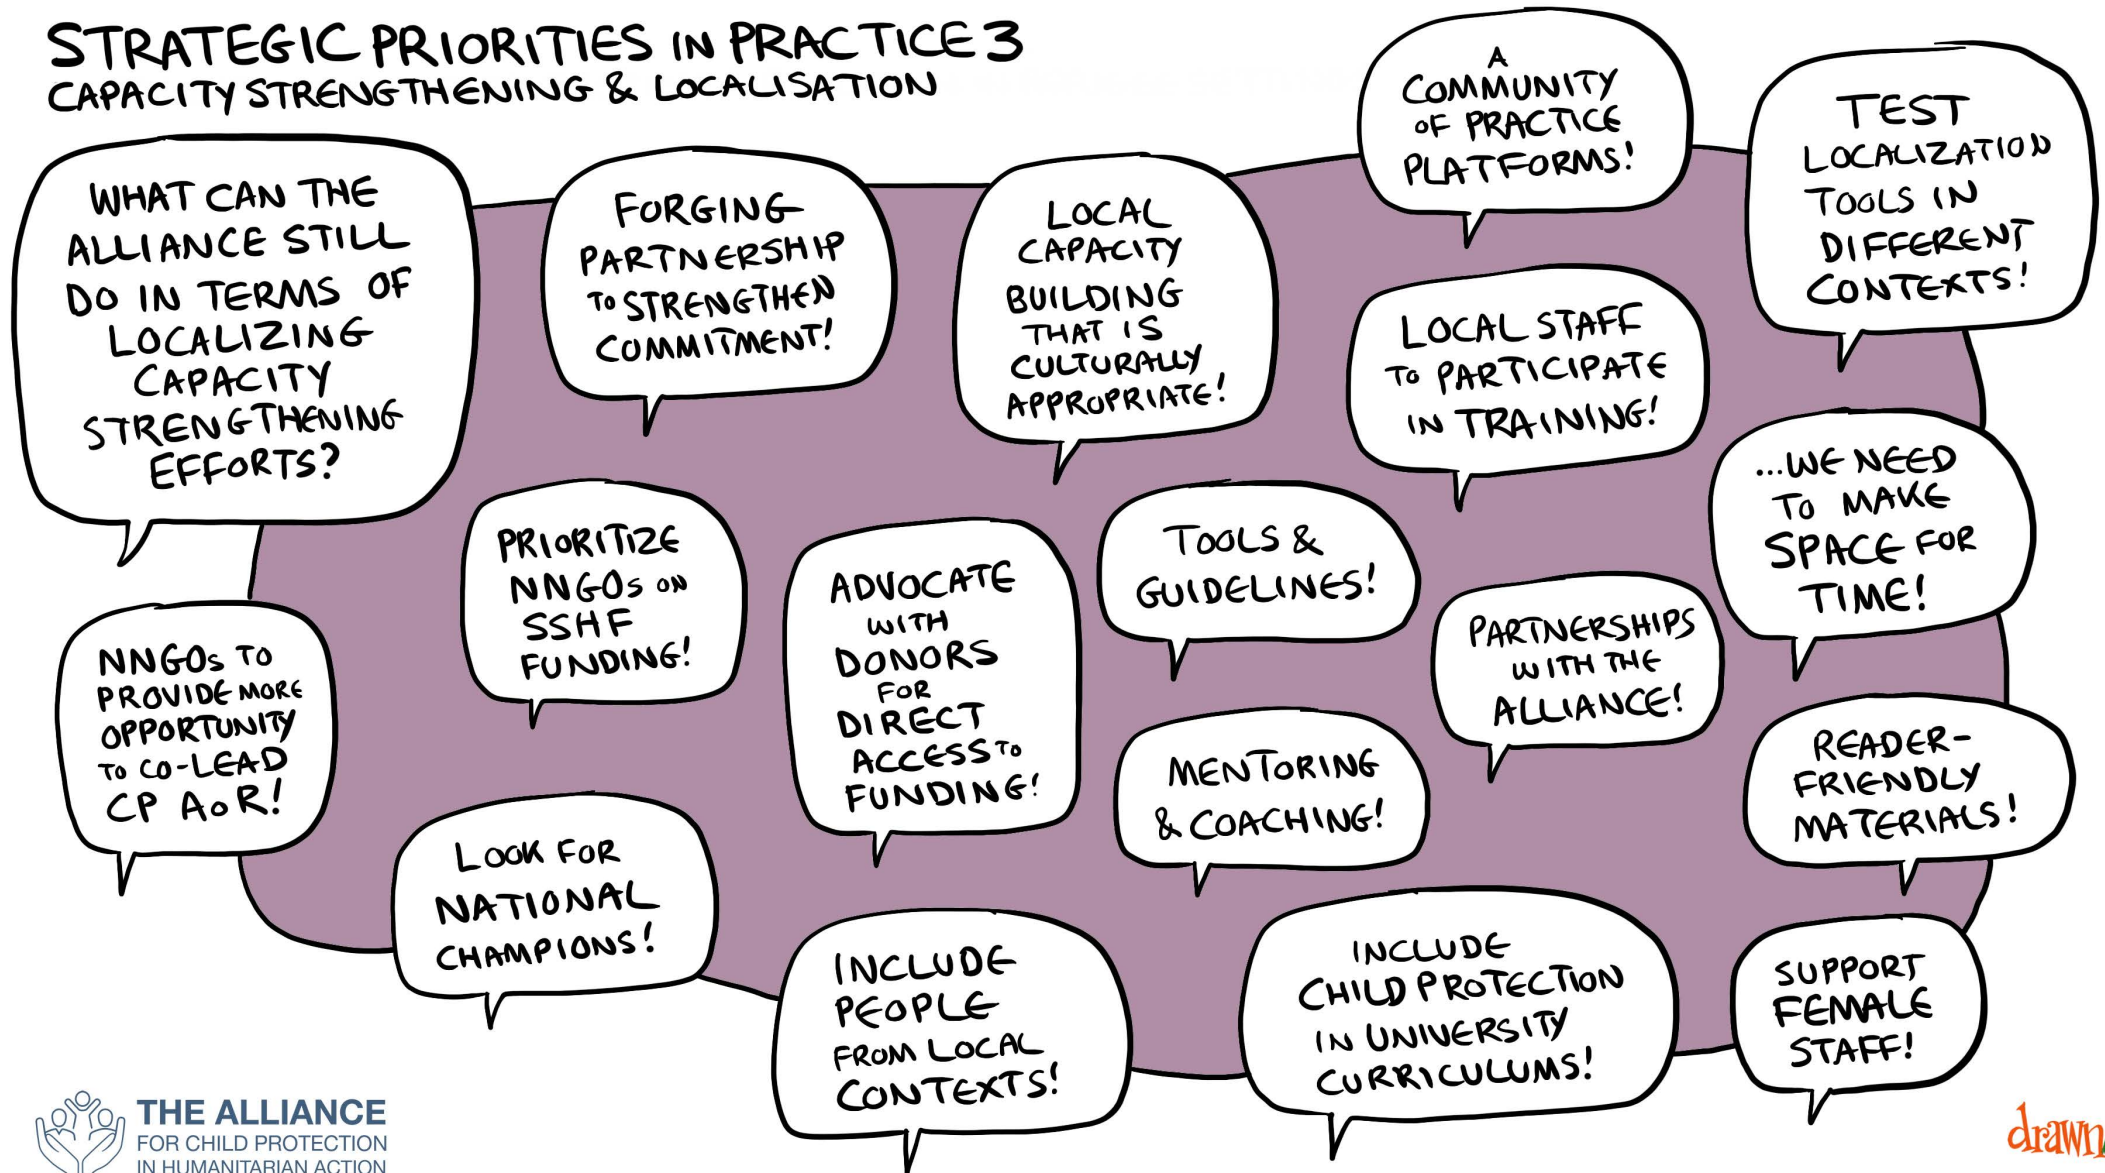 STRATEGIC PRIORITIES IN PRACTICE 3
CAPACITY STRENGTHENING & LOCALISATION
WHAT CAN THE
ALLIANCE STILL
DO IN TERMS OF
LOCALIZING
CAPACITY
STRENGTHENING
EFFORTS?
FORGING
PARTNERSHIP
TO STRENGTHEN
COMMITMENT!
LOCAL
CAPACITY
BUILDING
THAT IS
CULTURALLY
APPROPRIATE!
A
COMMUNITY
OF PRACTICE
PLATFORMS!
TEST
LOCALIZATION
TOOLS IN
DIFFERENT
CONTEXTS!
LOCAL STAFF
TO PARTICIPATE
IN TRAINING!
...WE NEED
TO MAKE
SPACE FOR
TIME!
PRIORITIZE
NNGOs ON
SSHF
FUNDING!
ADVOCATE
WITH
DONORS
FOR
DIRECT
ACCESS TO
FUNDING!
TOOLS &
GUIDELINES!
PARTNERSHIPS
WITH THE
ALLIANCE!
NNGOs TO
PROVIDE MORE
OPPORTUNITY
TO CO-LEAD
CP AoR!
MENTORING
& COACHING!
READER-
FRIENDLY
MATERIALS!
LOOK FOR
NATIONAL
CHAMPIONS!
INCLUDE
PEOPLE
FROM LOCAL
CONTEXTS!
INCLUDE
CHILD PROTECTION
IN UNIVERSITY
CURRICULUMS!
SUPPORT
FEMALE
STAFF!
THE ALLIANCE
FOR CHILD PROTECTION
IN HUMANITARIAN ACTION
drawn